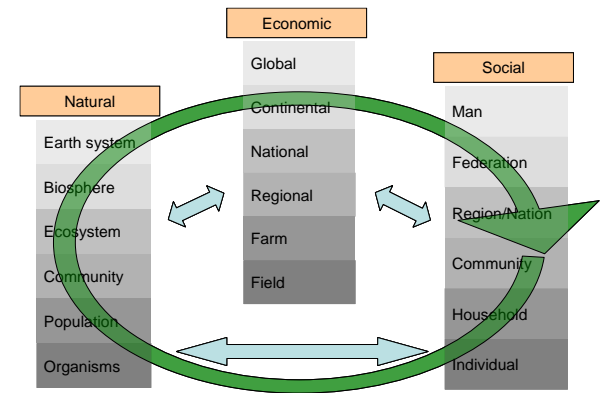 Economic
Global
Continental
National
Regional
Farm
Field
Natural
Earth system
Biosphere
Ecosystem
Community
Population
Organisms
Social
Man
Federation
Region/Nation
Community
Household
Individual